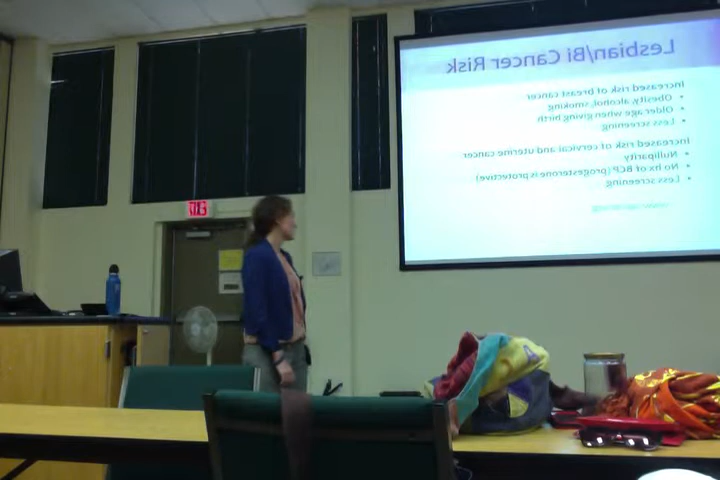 Lesbian/Bi Cancer Risk
Increased risk of breast cancer
• Obesity, alcohol, smoking
• Older age when giving birth
• Less screening
Increased risk of cervical and uterine cancer
• Nulliparity
• No hx of BCP (progesterone is protective)
• Less screening
EXIT